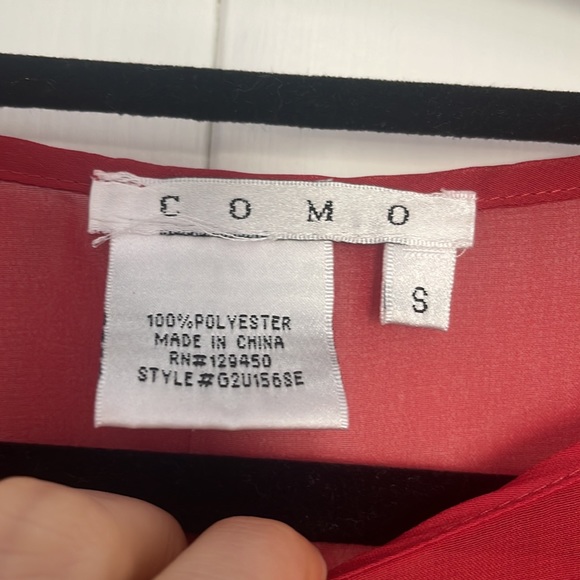 COMO
S
100%POLYESTER
MADE IN CHINA
RN#129450
STYLE#G2U156SE